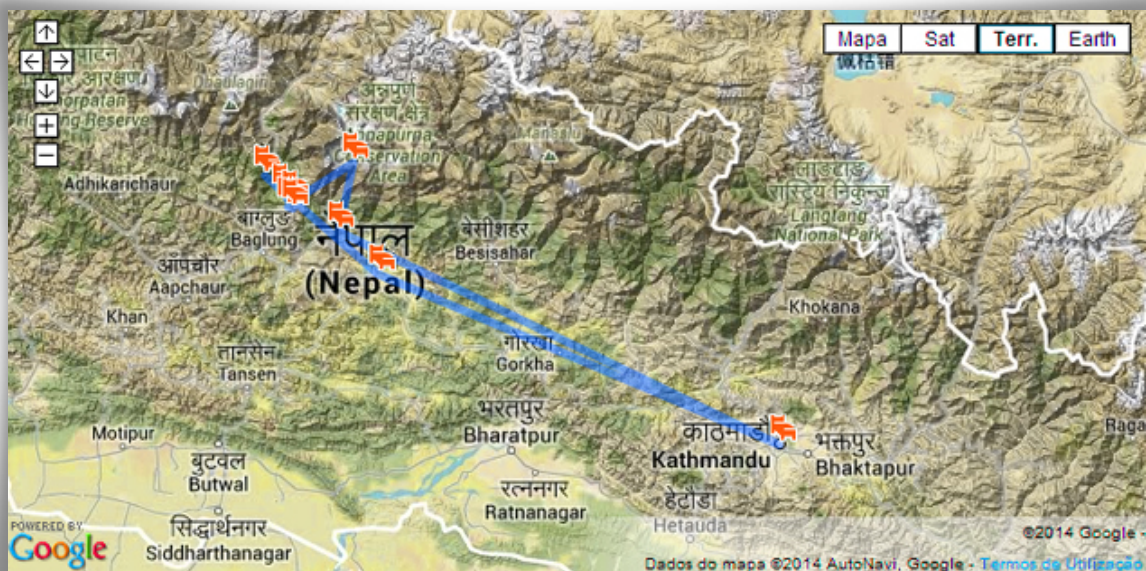 Mapa Sat Terr. Earth
佩枯错
Dhaulagiri
अन्नपूर्ण
संरक्षण क्षेत्र
Annapurna
Conservation
Area
Manaslu
Adhikarichaur
बाग्लुङ
Baglung
नेपाल
(Nepal)
बेसीशहर
Besisahar
लाङटाङ
राष्ट्रिय निकुन्ज
Langtang
National Park
आँपचौर
Aapchaur
Khokana
Khan
तानसेन
Tansen
गोरखा
Gorkha
Motipur
भरतपुर
Bharatpur
काठमाडौं
Kathmandu
भक्तपुर
Bhaktapur
बुटवल
Butwal
रत्ननगर
Ratnanagar
हेटौडा
Hetauda
सिद्धार्थनगर
Siddharthanagar
POWERED BY
Google
©2014 Google -
Dados do mapa ©2014 AutoNavi, Google - Termos de Utilização